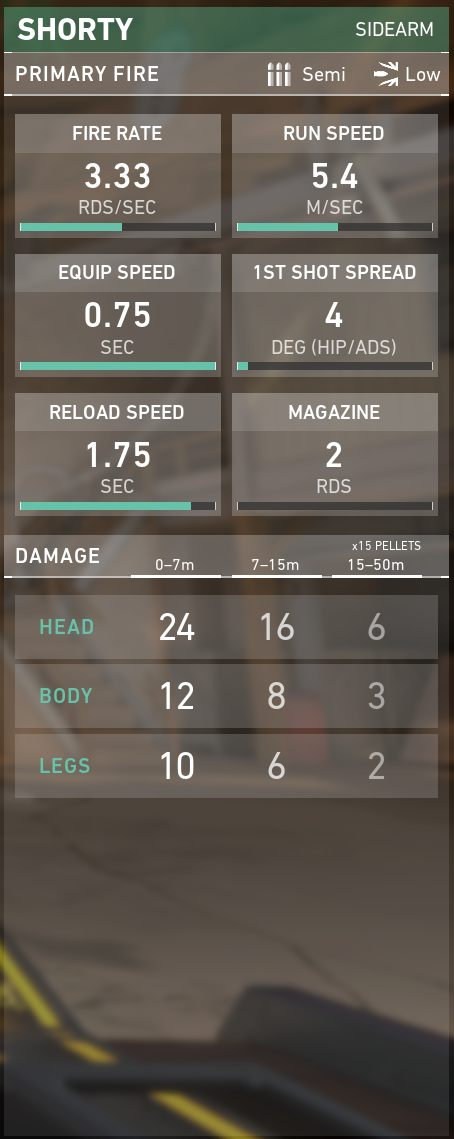 SHORTY SIDEARM
PRIMARY FIRE Semi Low
FIRE RATE RUN SPEED
3.33 5.4
RDS/SEC M/SEC
EQUIP SPEED 1ST SHOT SPREAD
0.75 4
SEC DEG (HIP/ADS)
RELOAD SPEED MAGAZINE
1.75 2
SEC RDS
x15 PELLETS
DAMAGE 0–7m 7–15m 15–50m
HEAD 24 16 6
BODY 12 8 3
LEGS 10 6 2